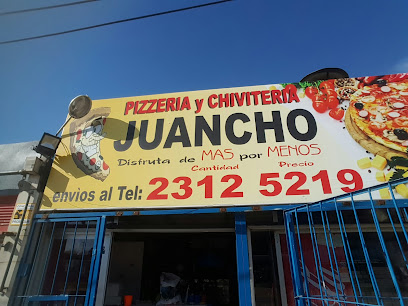 PIZZERIA y CHIVITERIA
JUANCHO
Disfruta de MAS por MENOS
Cantidad Precio
envios al Tel: 2312 5219